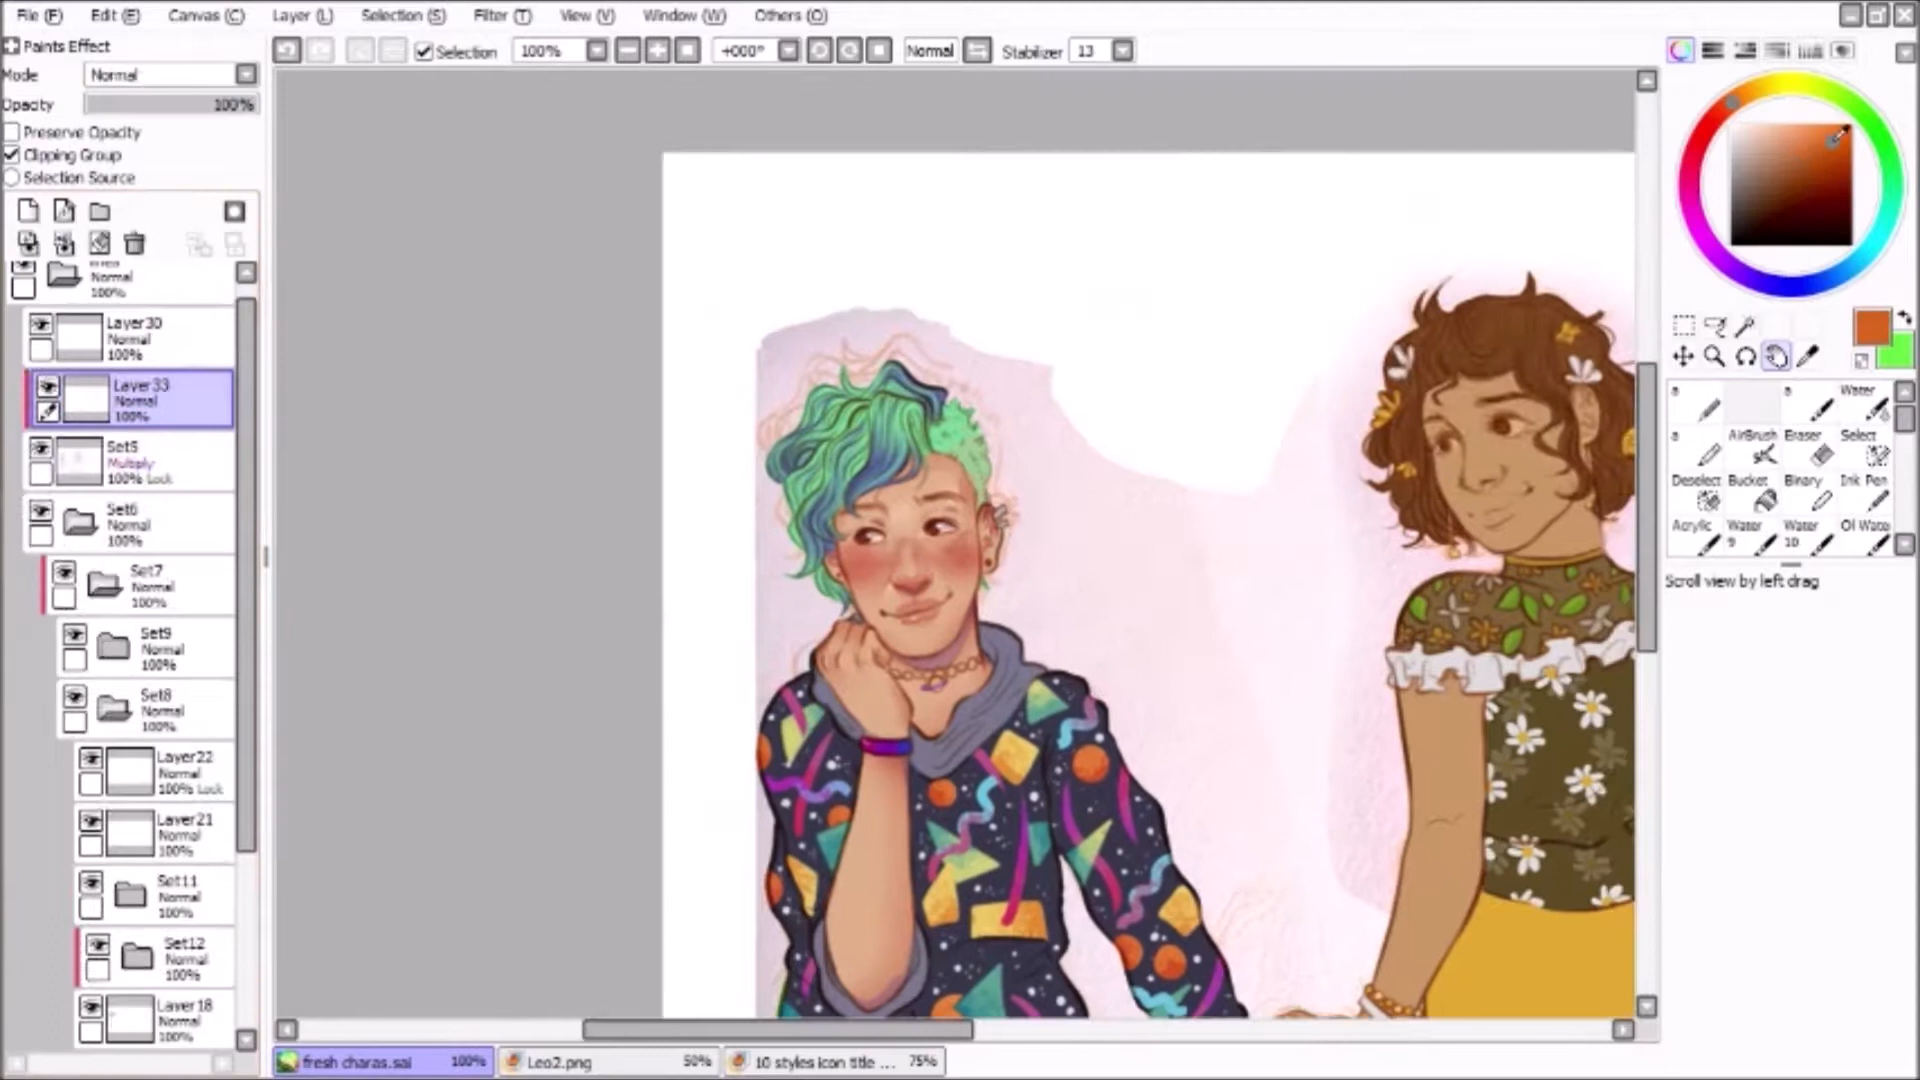 File (F) Edit (E) Canvas (C) Layer (L) Selection (S) Filter (T) View (V) Window (W) Others (O)
Paints Effect
Mode Normal
Opacity 100%
Preserve Opacity
Clipping Group
Selection Source
Selection 100% +000° Normal Stabilizer 13
Normal
100%
Layer30
Normal
100%
Layer33
Normal
100%
Set5
Multiply
100% Lock
Set6
Normal
100%
Set7
Normal
100%
Set9
Normal
100%
Set8
Normal
100%
Layer22
Normal
100% Lock
Layer21
Normal
100%
Set11
Normal
100%
Set12
Normal
100%
Layer18
Normal
100%
Water
AirBrush Eraser Select
Deselect Bucket Binary Ink Pen
Acrylic Water 9 Water 10 Oil Wate
Scroll view by left drag
fresh charas.sai 100% Leo2.png 50% 10 styles icon title ... 75%